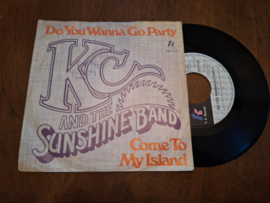 Do You Wanna Go Party
KC
AND THE
SUNSHINE BAND
Come To
My Island